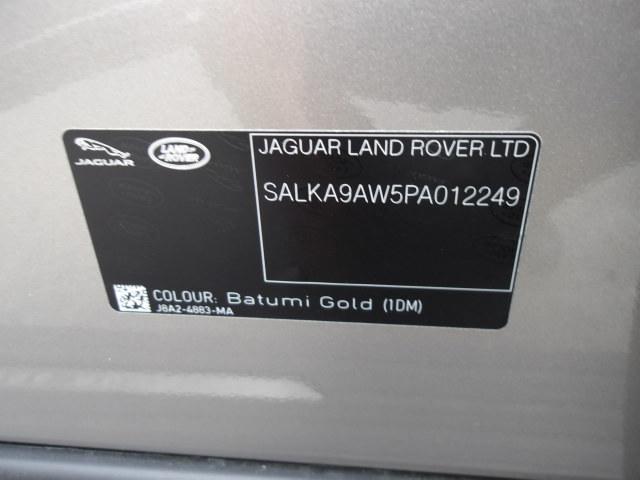 JAGUAR
LAND ROVER
JAGUAR LAND ROVER LTD
SALKA9AW5PA012249
COLOUR: Batumi Gold (1DM)
J8A2-4883-MA